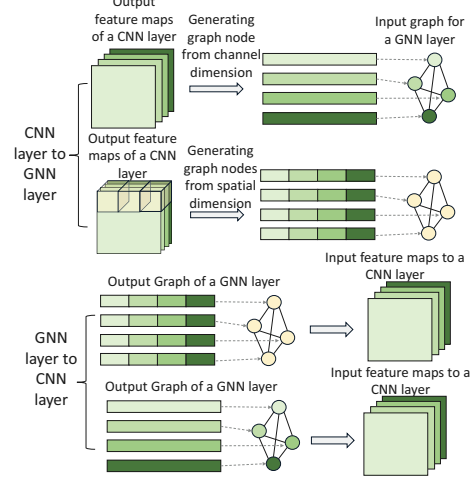 Output
feature maps
of a CNN layer
Generating
graph node
from channel
dimension
Input graph for
a GNN layer
CNN
layer to
GNN
layer
Output feature
maps of a CNN
layer
Generating
graph nodes
from spatial
dimension
Output Graph of a GNN layer
Input feature maps to a
CNN layer
GNN
layer to
CNN
layer
Output Graph of a GNN layer
Input feature maps to a
CNN layer